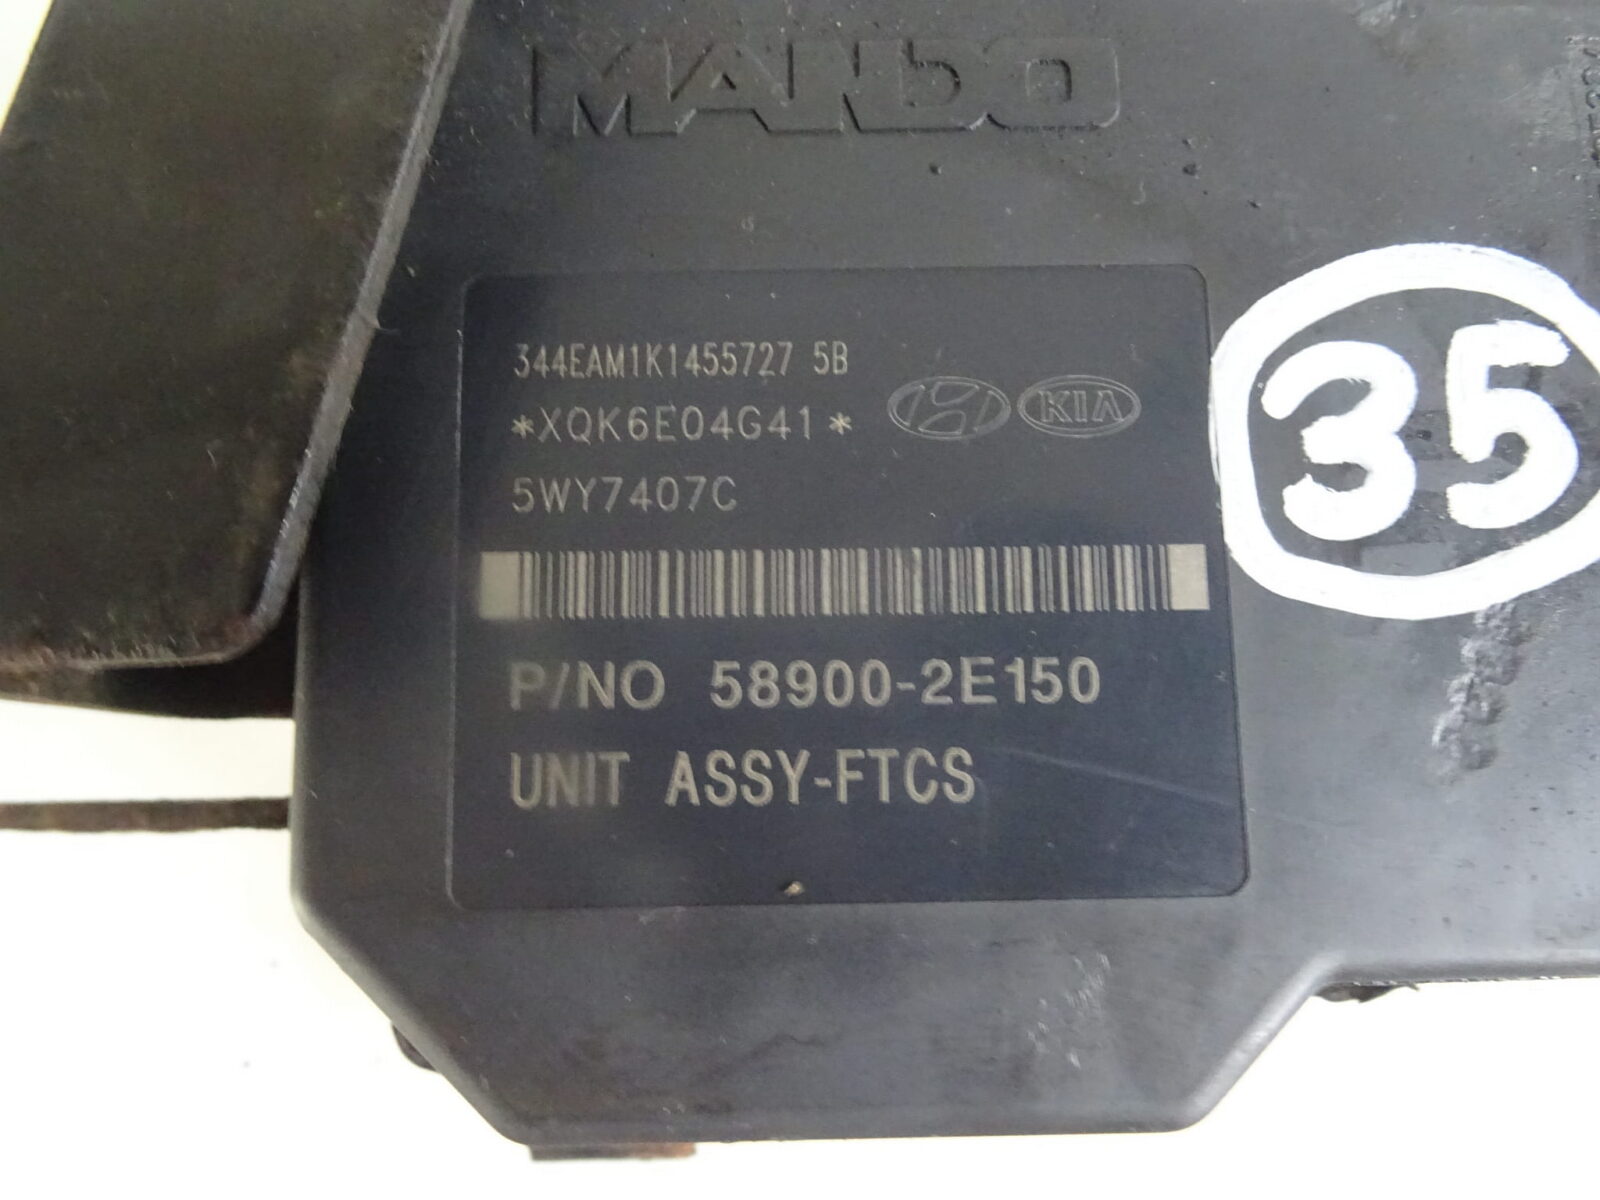 MANDO
344EAM1K1455727 5B
*XQK6E04G41*
KIA
5WY7407C
P/NO 58900-2E150
UNIT ASSY-FTCS
35